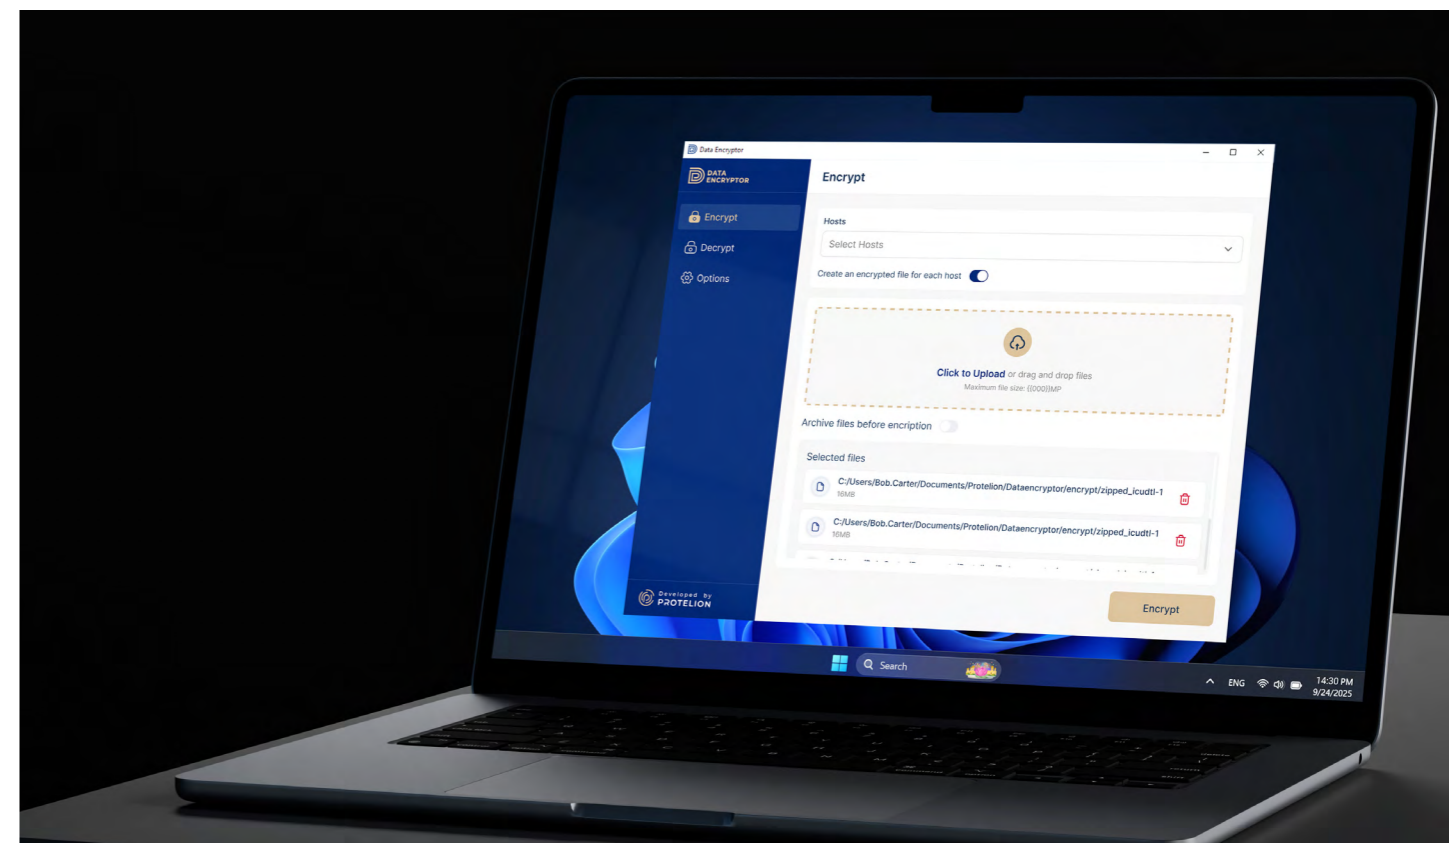 Data Encryptor
DATA
ENCRYPTOR
Encrypt
Decrypt
Options
Developed by
PROTELION
Encrypt
Hosts
Select Hosts
Create an encrypted file for each host
Click to Upload or drag and drop files
Maximum file size: {{000}}MP
Archive files before encription
Selected files
C:/Users/Bob.Carter/Documents/Protelion/Dataencryptor/encrypt/zipped_icudtl-1
16MB
C:/Users/Bob.Carter/Documents/Protelion/Dataencryptor/encrypt/zipped_icudtl-1
16MB
Encrypt
Search
ENG
14:30 PM
9/24/2025